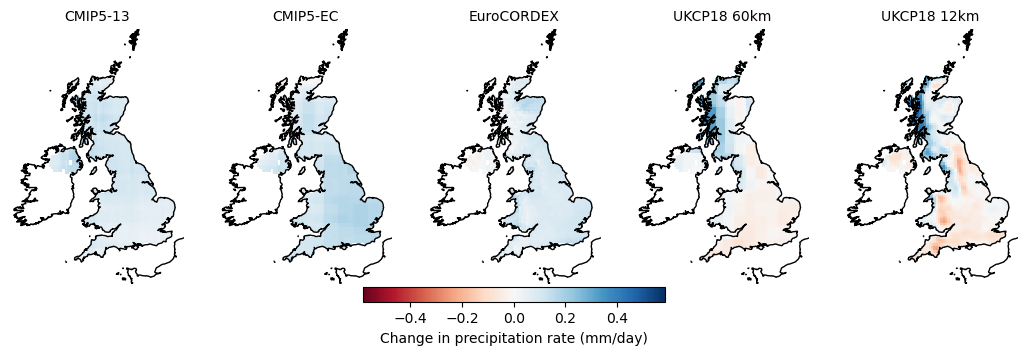 CMIP5-13
CMIP5-EC
EuroCORDEX
UKCP18 60km
UKCP18 12km
−0.4
−0.2
0.0
0.2
0.4
Change in precipitation rate (mm/day)